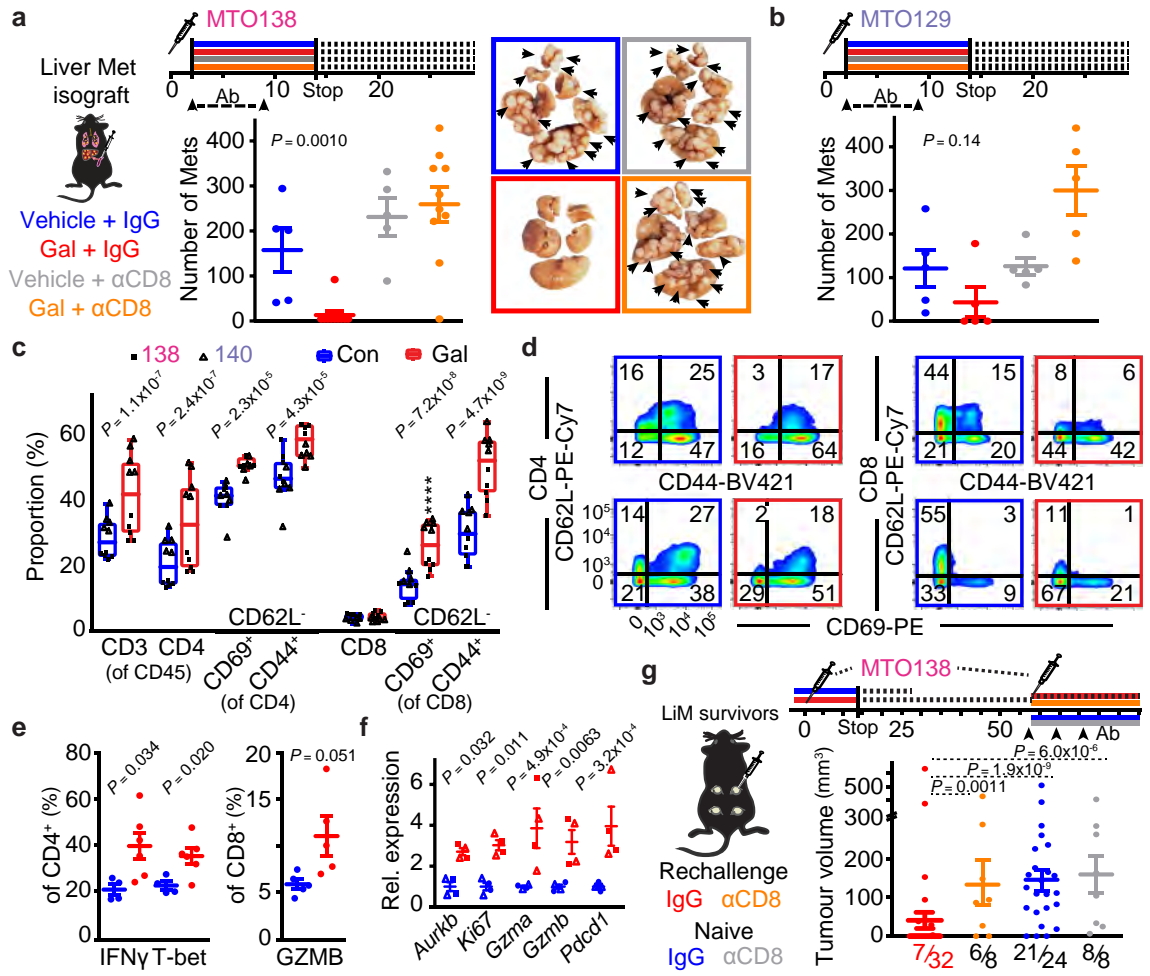 a
MTO138
Liver Met
isograft
0 10 20
Stop
Ab
Number of Mets
400
300
200
100
0
P = 0.0010
Vehicle + IgG
Gal + IgG
Vehicle + αCD8
Gal + αCD8
b
MTO129
0 10 20
Stop
Ab
Number of Mets
400
300
200
100
0
P = 0.14
c
138 140 Con Gal
P = 1.1x10-7
P = 2.4x10-7
P = 2.3x10-5
P = 4.3x10-5
P = 7.2x10-8
P = 4.7x10-9
****
Proportion (%)
60
40
20
0
CD62L-
CD62L-
CD3 CD4 CD69+ CD44+ CD8 CD69+ CD44+
(of CD45) (of CD4) (of CD8)
d
CD4
CD62L-PE-Cy7
16 25
12 47
3 17
16 64
CD44-BV421
14 27
21 38
2 18
29 51
105
104
103
0
0 103 104 105
CD8
CD62L-PE-Cy7
44 15
21 20
8 6
44 42
CD44-BV421
55 3
33 9
11 1
67 21
CD69-PE
e
of CD4+ (%)
80
60
40
20
0
P = 0.034
P = 0.020
IFNγ T-bet
of CD8+ (%)
20
15
10
5
0
P = 0.051
GZMB
f
Rel. expression
6
4
2
0
P = 0.032
P = 0.011
P = 4.9x10-4
P = 0.0063
P = 3.2x10-4
Aurkb
Ki67
Gzma
Gzmb
Pdcd1
g
MTO138
LiM survivors
0 25 50
Stop
Ab
P = 6.0x10-6
P = 1.9x10-9
P = 0.0011
Tumour volume (mm3)
500
300
300
200
100
0
Rechallenge
IgG αCD8
Naive
IgG αCD8
7/32 6/8 21/24 8/8